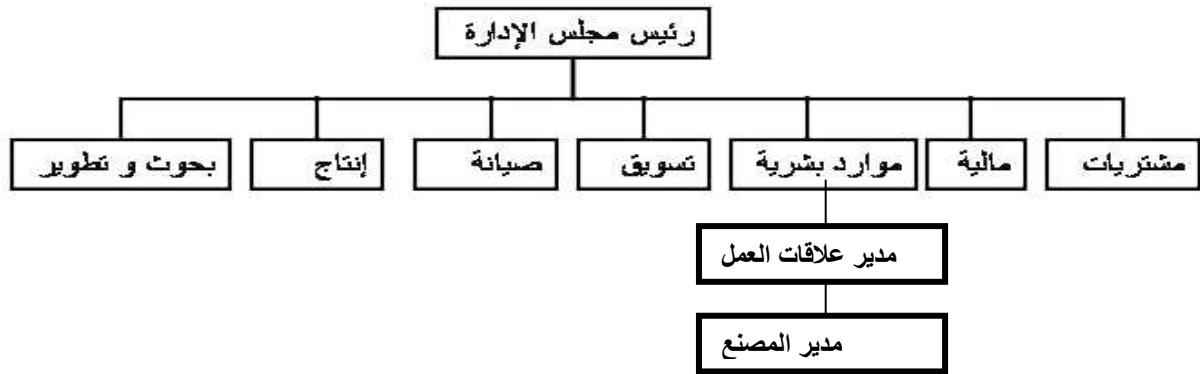 رئيس مجلس الإدارة
مشتريات
مالية
موارد بشرية
تسويق
صيانة
إنتاج
بحوث و تطوير
مدير علاقات العمل
مدير المصنع